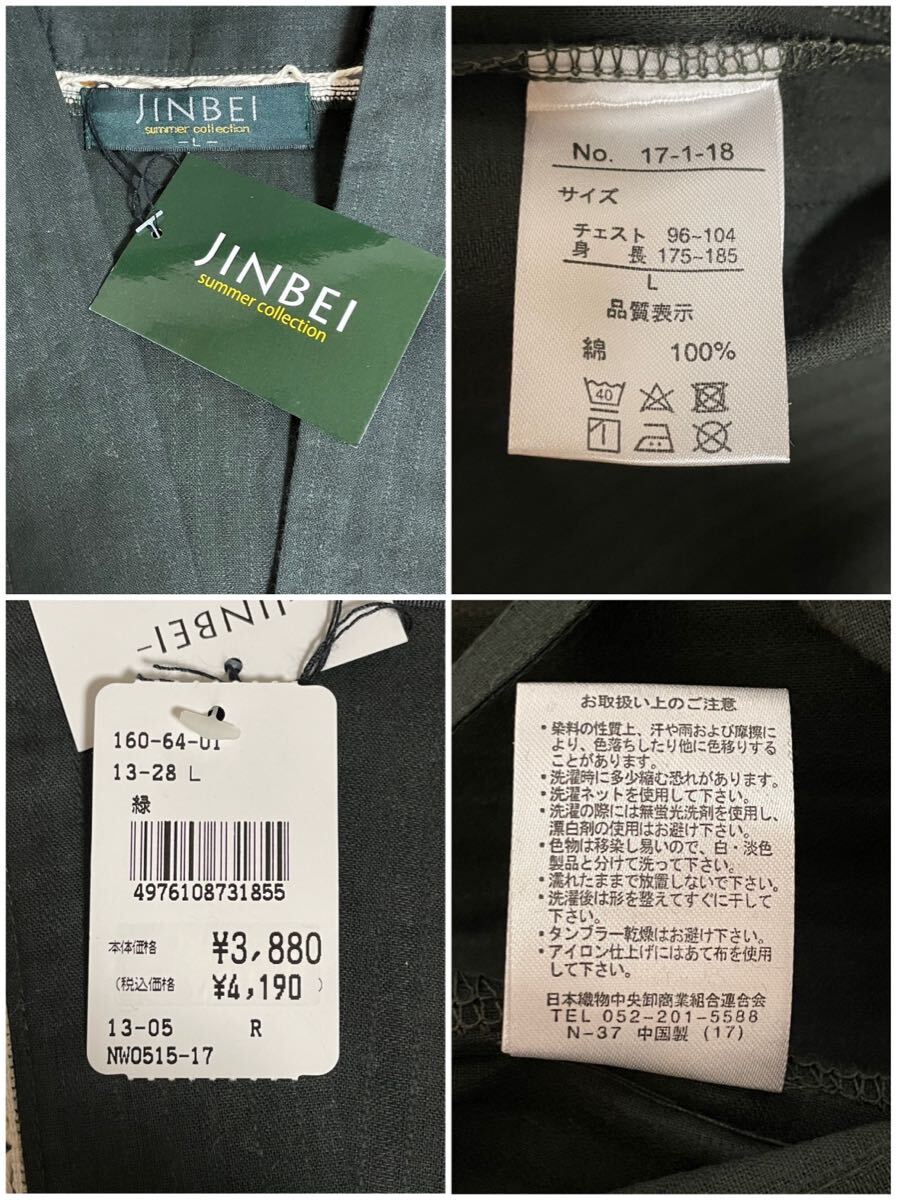 JINBEI
summer collection
- L -
JINBEI
summer collection
No. 17-1-18
サイズ
チェスト 96~104
身長 175~185
L
品質表示
綿 100%
40
JINBEI
160-64-01
13-28 L
緑
4976108731855
本体価格 ¥3,880
(税込価格 ¥4,190 )
13-05 R
NW0515-17
お取扱い上のご注意
・染料の性質上、汗や雨および摩擦に
より、色落ちしたり他に色移りする
ことがあります。
・洗濯時に多少縮む恐れがあります。
・洗濯ネットを使用して下さい。
・洗濯の際には無蛍光洗剤を使用し、
漂白剤の使用はお避け下さい。
・色物は移染し易いので、白・淡色
製品と分けて洗って下さい。
・濡れたままで放置しないで下さい。
・洗濯後は形を整えてすぐに干して
下さい。
・タンブラー乾燥はお避け下さい。
・アイロン仕上げにはあて布を使用
して下さい。
日本織物中央卸商業組合連合会
TEL 052-201-5588
N-37 中国製 (17)